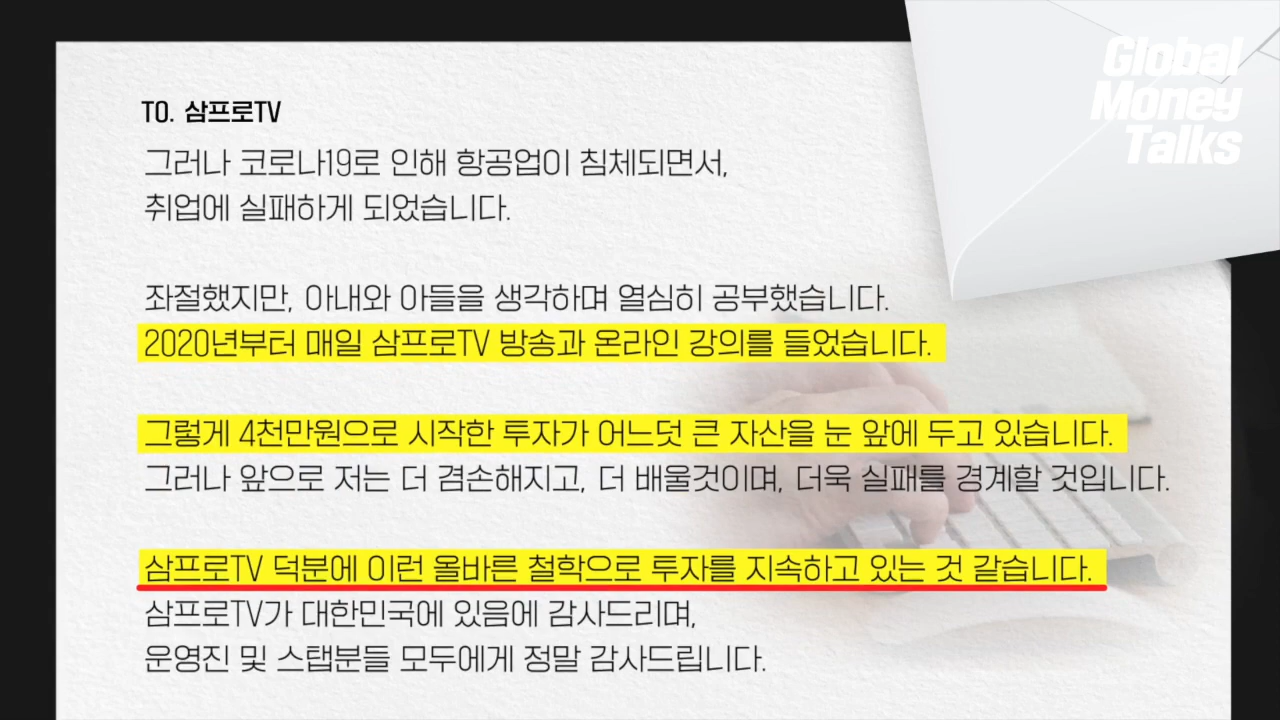 Global
Money
Talks
TO. 삼프로TV
그러나 코로나19로 인해 항공업이 침체되면서,
취업에 실패하게 되었습니다.
좌절했지만, 아내와 아들을 생각하며 열심히 공부했습니다.
2020년부터 매일 삼프로TV 방송과 온라인 강의를 들었습니다.
그렇게 4천만원으로 시작한 투자가 어느덧 큰 자산을 눈 앞에 두고 있습니다.
그러나 앞으로 저는 더 겸손해지고, 더 배울것이며, 더욱 실패를 경계할 것입니다.
삼프로TV 덕분에 이런 올바른 철학으로 투자를 지속하고 있는 것 같습니다.
삼프로TV가 대한민국에 있음에 감사드리며,
운영진 및 스탭분들 모두에게 정말 감사드립니다.